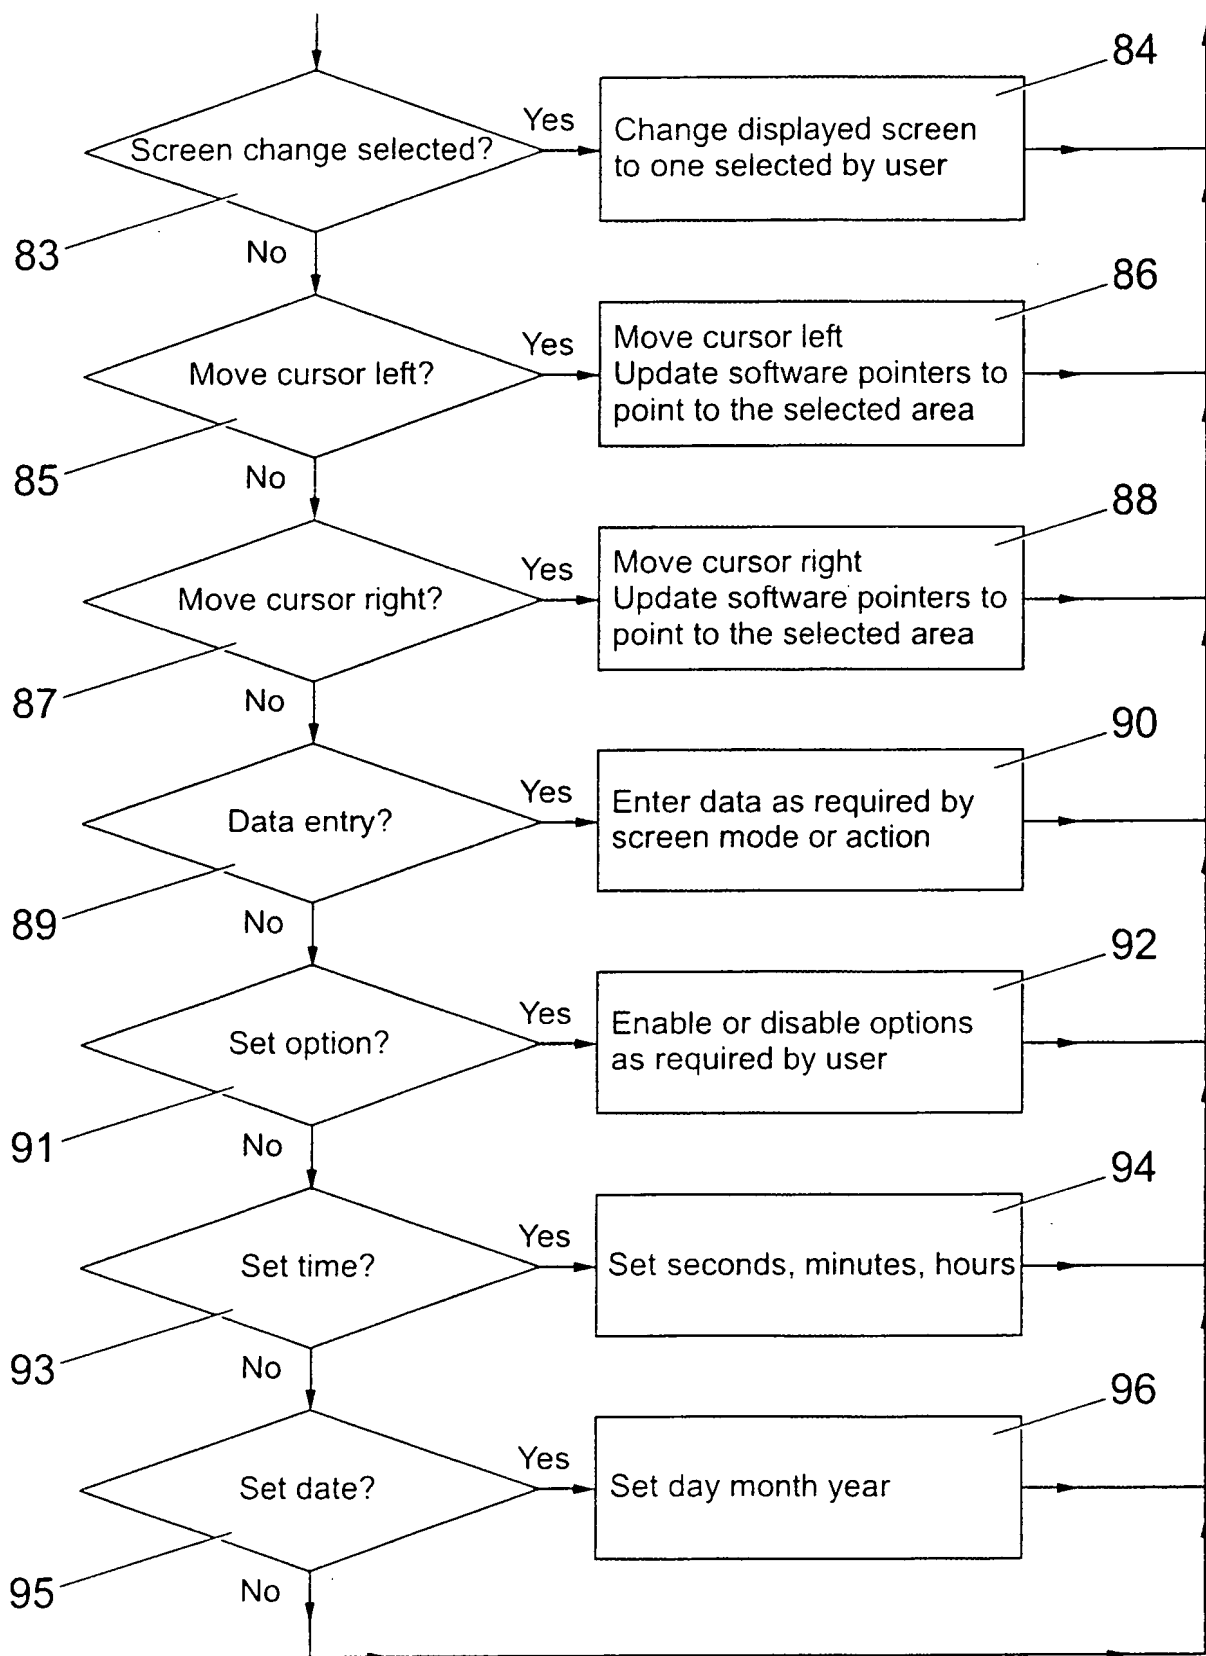 84
Screen change selected?
Yes
Change displayed screen
to one selected by user
83
No
86
Move cursor left?
Yes
Move cursor left
Update software pointers to
point to the selected area
85
No
88
Move cursor right?
Yes
Move cursor right
Update software pointers to
point to the selected area
87
No
90
Data entry?
Yes
Enter data as required by
screen mode or action
89
No
92
Set option?
Yes
Enable or disable options
as required by user
91
No
94
Set time?
Yes
Set seconds, minutes, hours
93
No
96
Set date?
Yes
Set day month year
95
No